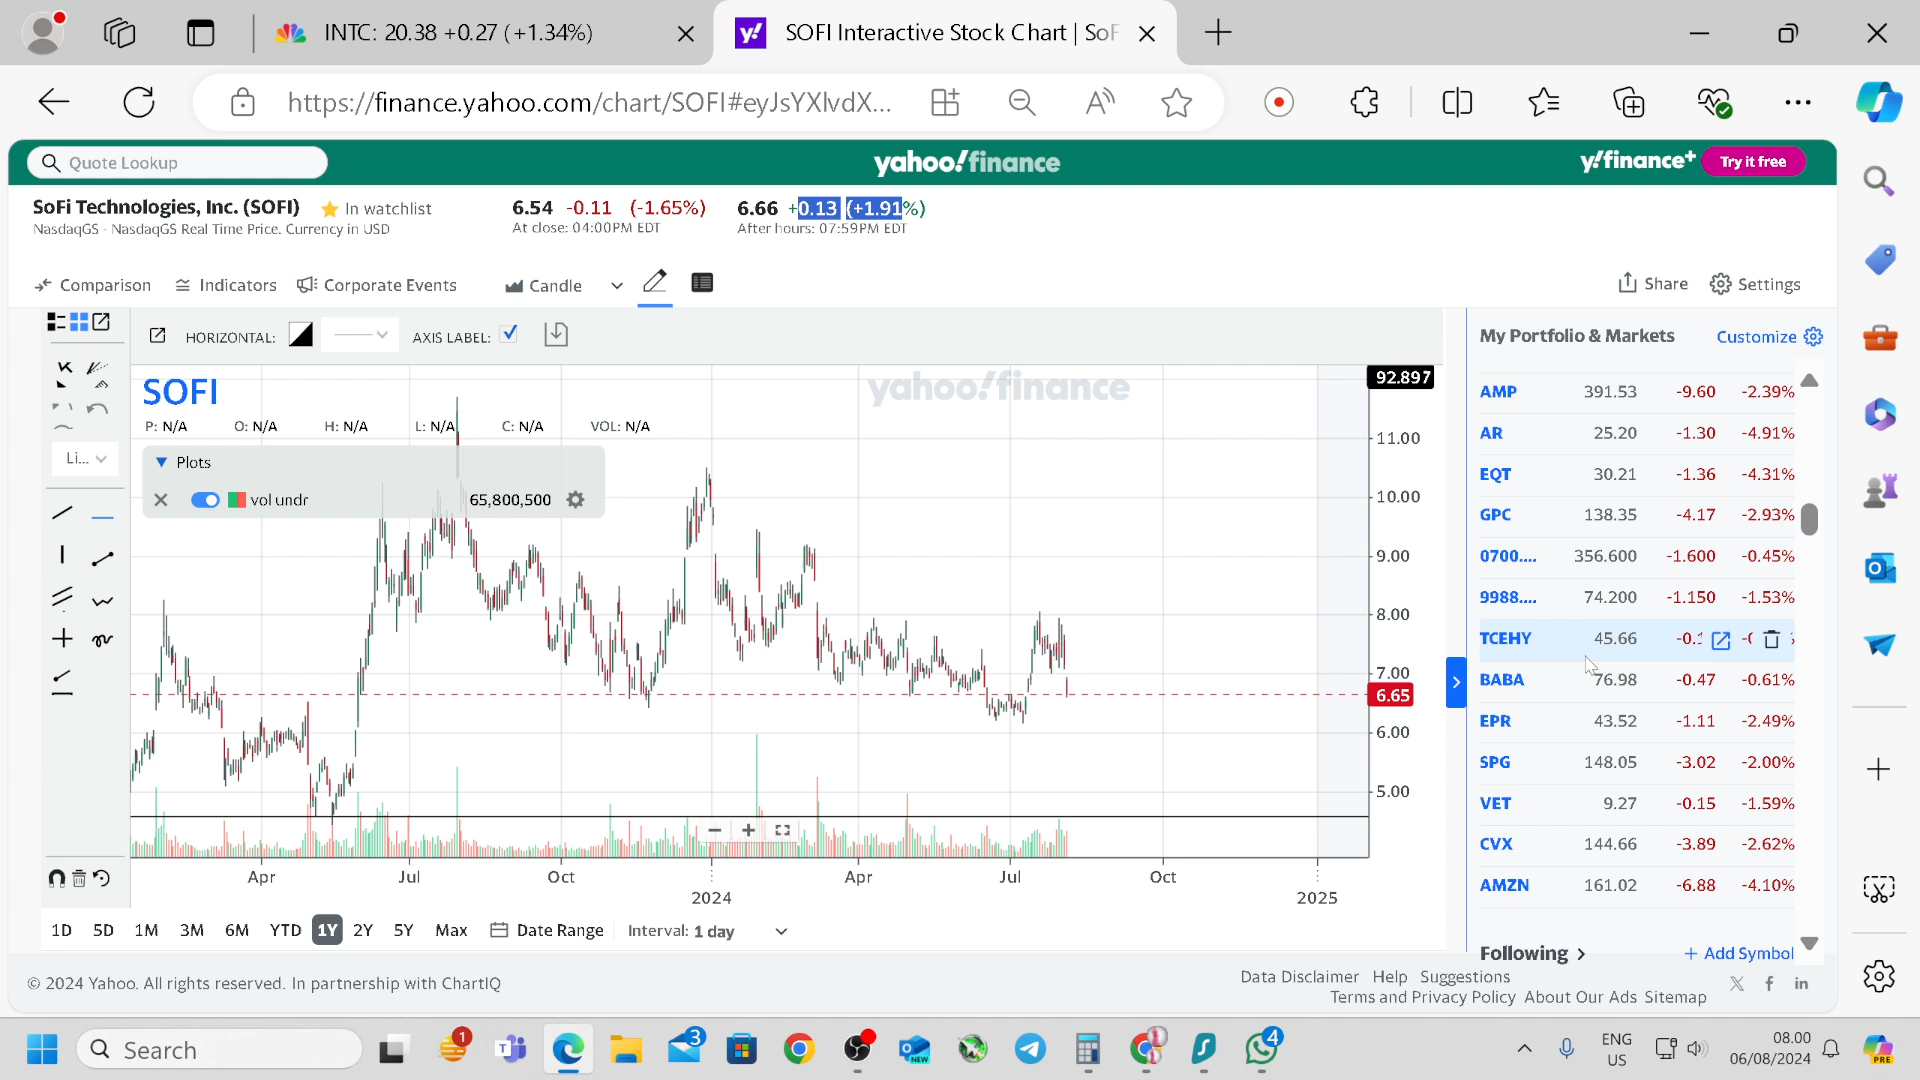 INTC: 20.38 +0.27 (+1.34%)
SOFI Interactive Stock Chart | SoF
https://finance.yahoo.com/chart/SOFI#eyJsYXlvdX...
Quote Lookup
yahoo!finance
y!finance+ Try it free
SoFi Technologies, Inc. (SOFI) In watchlist
NasdaqGS - NasdaqGS Real Time Price. Currency in USD
6.54 -0.11 (-1.65%)
At close: 04:00PM EDT
6.66 +0.13 (+1.91%)
After hours: 07:59PM EDT
Comparison Indicators Corporate Events Candle
Share Settings
HORIZONTAL: AXIS LABEL:
SOFI
yahoo!finance
P: N/A O: N/A H: N/A L: N/A C: N/A VOL: N/A
Plots
vol undr 65,800,500
Li...
92.897
11.00
10.00
9.00
8.00
7.00
6.65
6.00
5.00
Apr Jul Oct 2024 Apr Jul Oct 2025
1D 5D 1M 3M 6M YTD 1Y 2Y 5Y Max Date Range Interval: 1 day
My Portfolio & Markets Customize
AMP 391.53 -9.60 -2.39%
AR 25.20 -1.30 -4.91%
EQT 30.21 -1.36 -4.31%
GPC 138.35 -4.17 -2.93%
0700.... 356.600 -1.600 -0.45%
9988.... 74.200 -1.150 -1.53%
TCEHY 45.66
BABA 76.98 -0.47 -0.61%
EPR 43.52 -1.11 -2.49%
SPG 148.05 -3.02 -2.00%
VET 9.27 -0.15 -1.59%
CVX 144.66 -3.89 -2.62%
AMZN 161.02 -6.88 -4.10%
Following + Add Symbol
© 2024 Yahoo. All rights reserved. In partnership with ChartIQ
Data Disclaimer Help Suggestions
Terms and Privacy Policy About Our Ads Sitemap
Search
1
3
NEW
4
ENG
US
08.00
06/08/2024
PRE